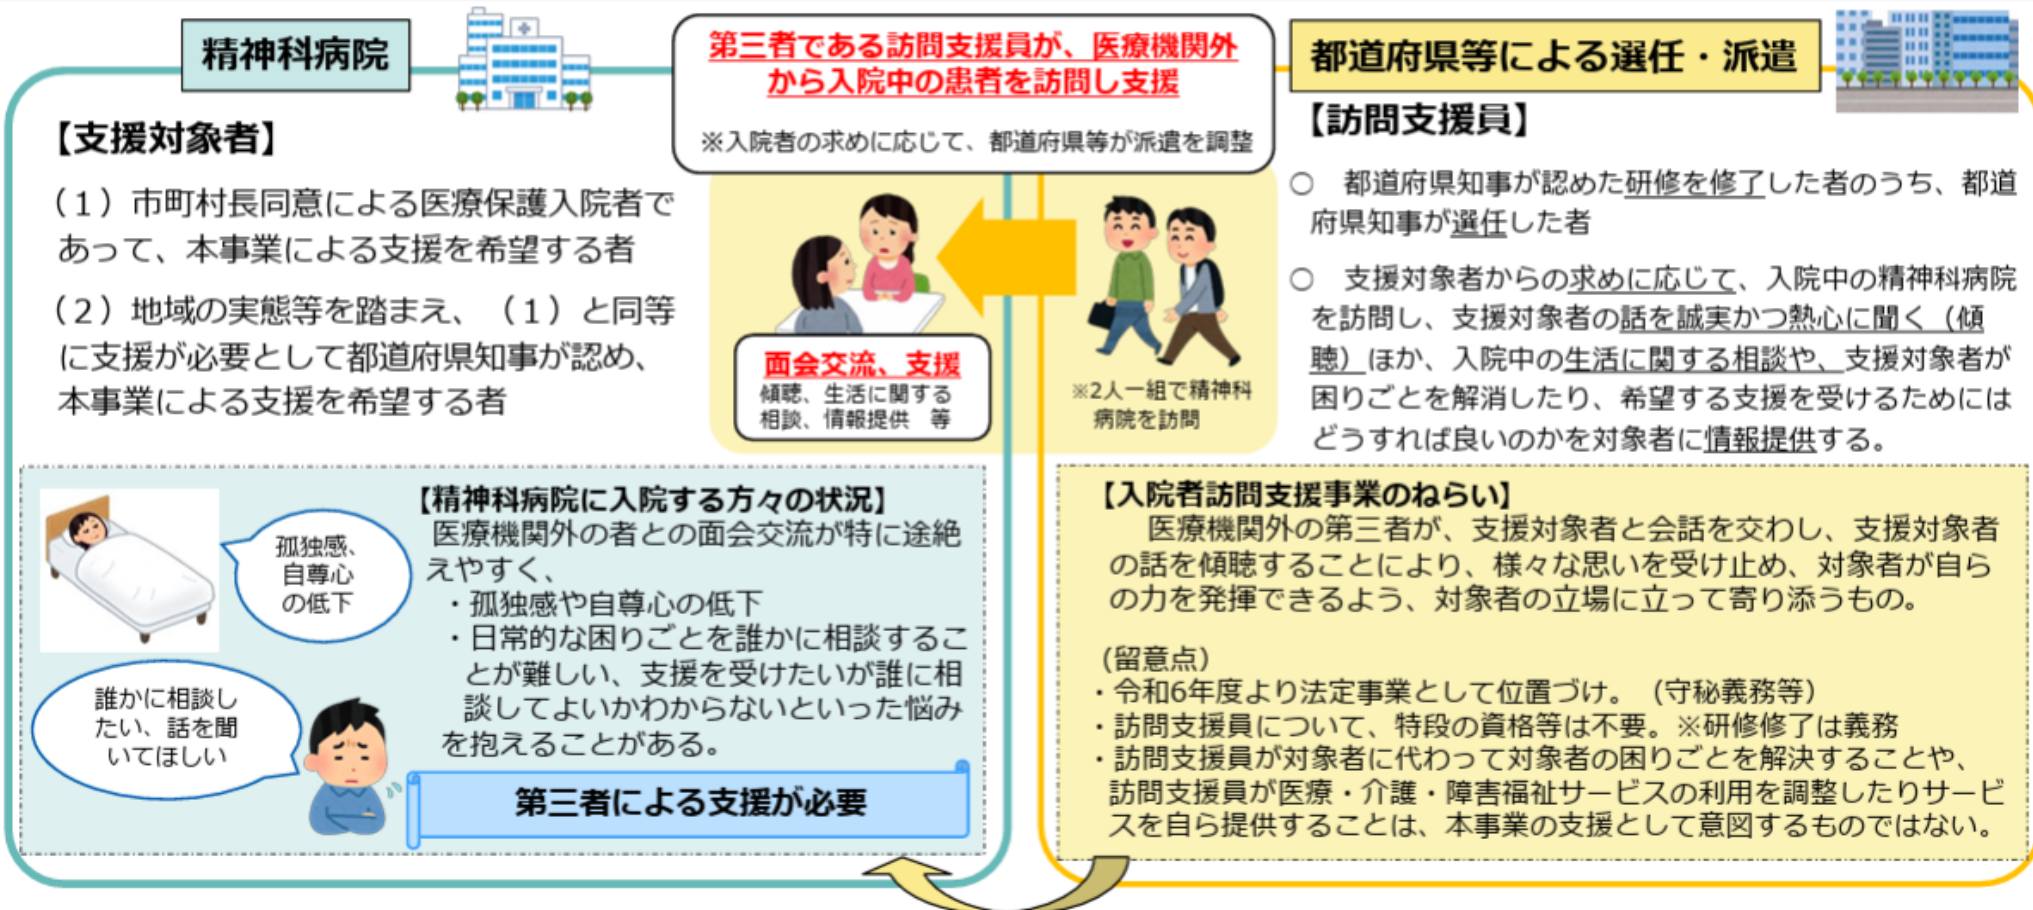 精神科病院
【支援対象者】
（１）市町村長同意による医療保護入院者で
あって、本事業による支援を希望する者
（２）地域の実態等を踏まえ、（１）と同等
に支援が必要として都道府県知事が認め、
本事業による支援を希望する者
第三者である訪問支援員が、医療機関外
から入院中の患者を訪問し支援
※入院者の求めに応じて、都道府県等が派遣を調整
面会交流、支援
傾聴、生活に関する
相談、情報提供　等
※2人一組で精神科
病院を訪問
都道府県等による選任・派遣
【訪問支援員】
○　都道府県知事が認めた研修を修了した者のうち、都道
府県知事が選任した者
○　支援対象者からの求めに応じて、入院中の精神科病院
を訪問し、支援対象者の話を誠実かつ熱心に聞く（傾
聴）ほか、入院中の生活に関する相談や、支援対象者が
困りごとを解消したり、希望する支援を受けるためには
どうすれば良いのかを対象者に情報提供する。
孤独感、
自尊心
の低下
誰かに相談し
たい、話を聞
いてほしい
【精神科病院に入院する方々の状況】
医療機関外の者との面会交流が特に途絶
えやすく、
・孤独感や自尊心の低下
・日常的な困りごとを誰かに相談するこ
とが難しい、支援を受けたいが誰に相
談してよいかわからないといった悩み
を抱えることがある。
第三者による支援が必要
【入院者訪問支援事業のねらい】
医療機関外の第三者が、支援対象者と会話を交わし、支援対象者
の話を傾聴することにより、様々な思いを受け止め、対象者が自ら
の力を発揮できるよう、対象者の立場に立って寄り添うもの。
（留意点）
・令和6年度より法定事業として位置づけ。（守秘義務等）
・訪問支援員について、特段の資格等は不要。※研修修了は義務
・訪問支援員が対象者に代わって対象者の困りごとを解決することや、
訪問支援員が医療・介護・障害福祉サービスの利用を調整したりサービ
スを自ら提供することは、本事業の支援として意図するものではない。